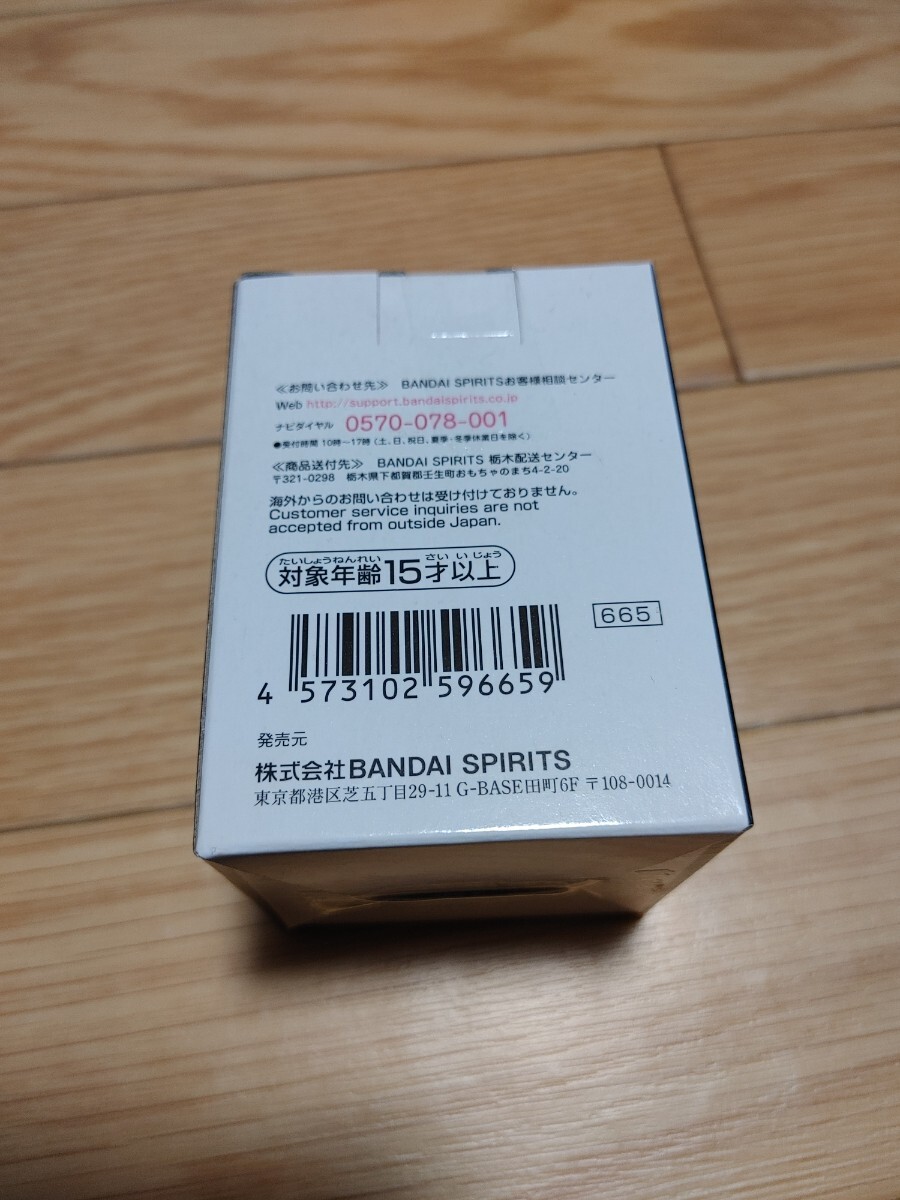 ≪お問い合わせ先≫ BANDAI SPIRITSお客様相談センター
Web http://support.bandaispirits.co.jp
ナビダイヤル 0570-078-001
●受付時間 10時〜17時（土、日、祝日、夏季・冬季休業日を除く）
≪商品送付先≫ BANDAI SPIRITS 栃木配送センター
〒321-0298 栃木県下都賀郡壬生町おもちゃのまち4-2-20
海外からのお問い合わせは受け付けておりません。
Customer service inquiries are not
accepted from outside Japan.
たいしょうねんれい さい いじょう
対象年齢15才以上
665
4 573102 596659
発売元
株式会社BANDAI SPIRITS
東京都港区芝五丁目29-11 G-BASE田町6F 〒108-0014